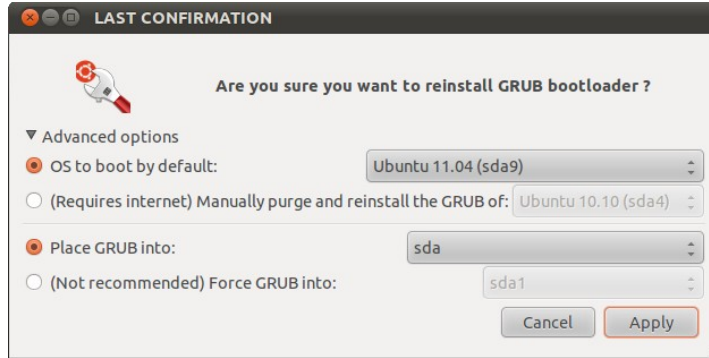 LAST CONFIRMATION
Are you sure you want to reinstall GRUB bootloader ?
Advanced options
OS to boot by default: Ubuntu 11.04 (sda9)
(Requires internet) Manually purge and reinstall the GRUB of: Ubuntu 10.10 (sda4)
Place GRUB into: sda
(Not recommended) Force GRUB into: sda1
Cancel Apply